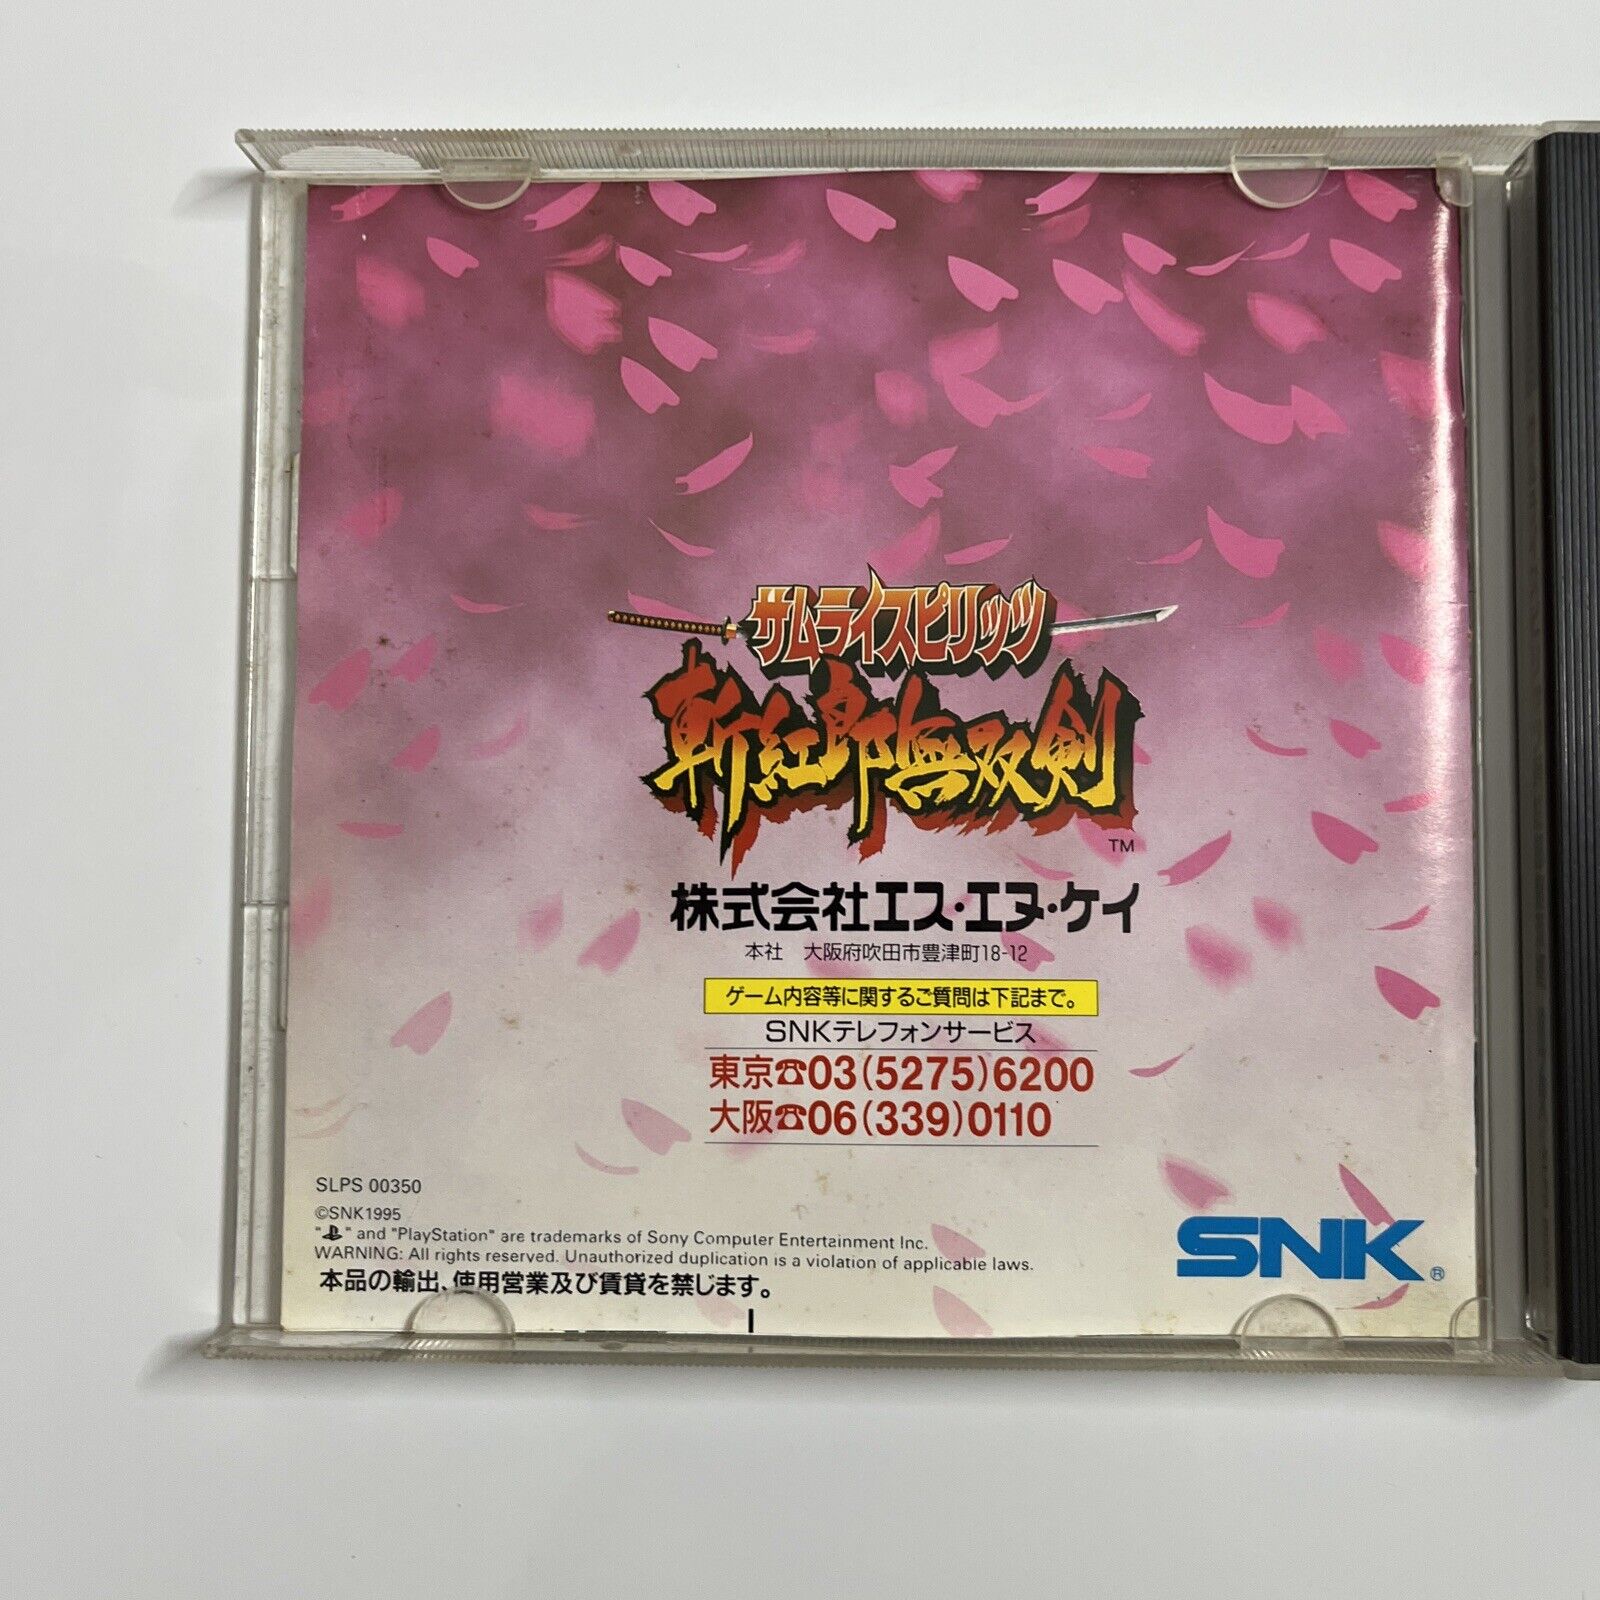 サムライスピリッツ
斬紅郎無双剣
TM
株式会社エス・エヌ・ケイ
本社 大阪府吹田市豊津町18-12
ゲーム内容等に関するご質問は下記まで。
SNKテレフォンサービス
東京☎03(5275)6200
大阪☎06(339)0110
SLPS 00350
©SNK1995
" " and "PlayStation" are trademarks of Sony Computer Entertainment Inc.
WARNING: All rights reserved. Unauthorized duplication is a violation of applicable laws.
本品の輸出、使用営業及び賃貸を禁じます。
SNK®